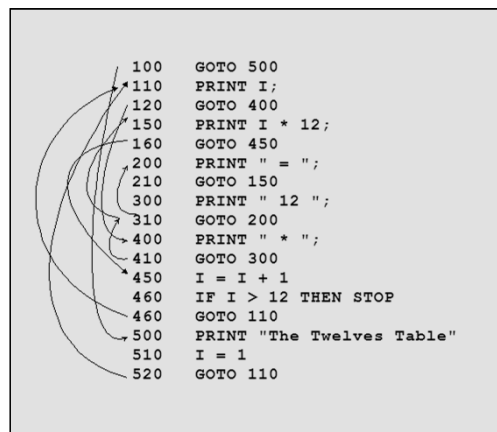 100 GOTO 500
110 PRINT I;
120 GOTO 400
150 PRINT I * 12;
160 GOTO 450
200 PRINT " = ";
210 GOTO 150
300 PRINT " 12 ";
310 GOTO 200
400 PRINT " * ";
410 GOTO 300
450 I = I + 1
460 IF I > 12 THEN STOP
460 GOTO 110
500 PRINT "The Twelves Table"
510 I = 1
520 GOTO 110